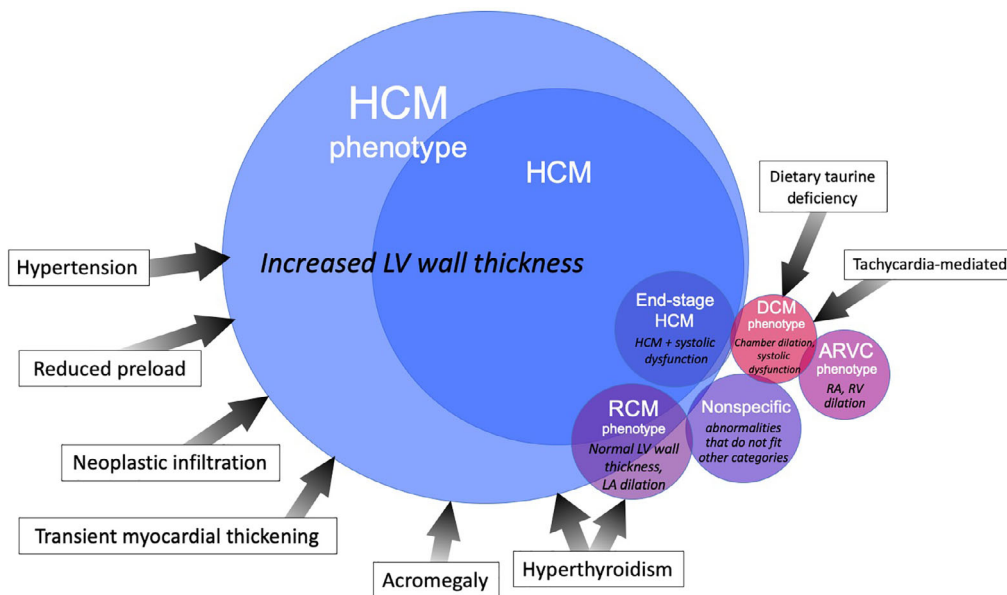 HCM
phenotype
HCM
Increased LV wall thickness
Dietary taurine
deficiency
Tachycardia-mediated
Hypertension
Reduced preload
Neoplastic infiltration
Transient myocardial thickening
Acromegaly
Hyperthyroidism
End-stage
HCM
HCM + systolic
dysfunction
DCM
phenotype
Chamber dilation,
systolic
dysfunction
ARVC
phenotype
RA, RV
dilation
RCM
phenotype
Normal LV wall
thickness,
LA dilation
Nonspecific
abnormalities
that do not fit
other categories